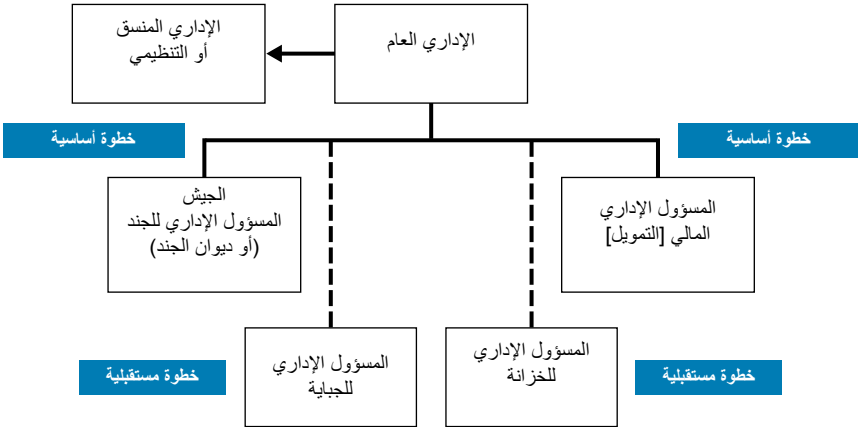 الإداري العام
الإداري المنسق
أو التنظيمي
خطوة أساسية
خطوة أساسية
المسؤول الإداري
المالي [التمويل]
الجيش
المسؤول الإداري للجند
(أو ديوان الجند)
المسؤول الإداري
للخزانة
المسؤول الإداري
للجباية
خطوة مستقبلية
خطوة مستقبلية